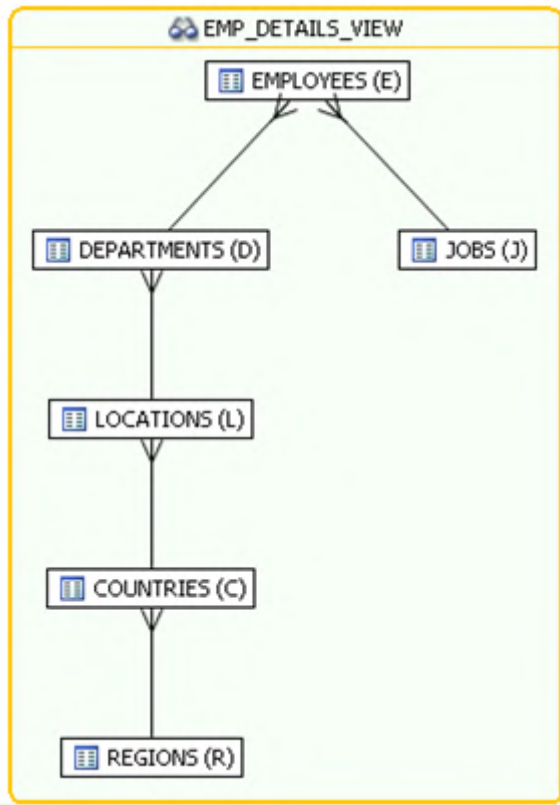 EMP_DETAILS_VIEW
EMPLOYEES (E)
DEPARTMENTS (D)
JOBS (J)
LOCATIONS (L)
COUNTRIES (C)
REGIONS (R)